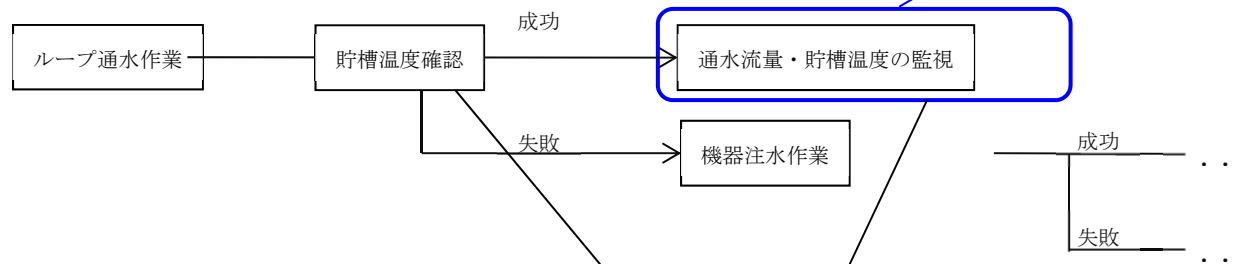 成功
ループ通水作業
貯槽温度確認
通水流量・貯槽温度の監視
失敗
機器注水作業
成功
・・
失敗
・・